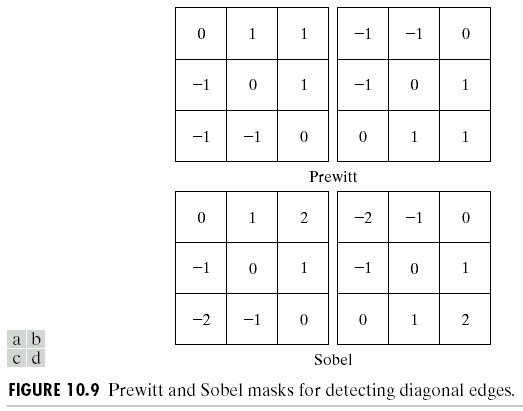 0 1 1 −1 −1 0
−1 0 1 −1 0 1
−1 −1 0 0 1 1
Prewitt
0 1 2 −2 −1 0
−1 0 1 −1 0 1
−2 −1 0 0 1 2
Sobel
a b
c d
FIGURE 10.9 Prewitt and Sobel masks for detecting diagonal edges.